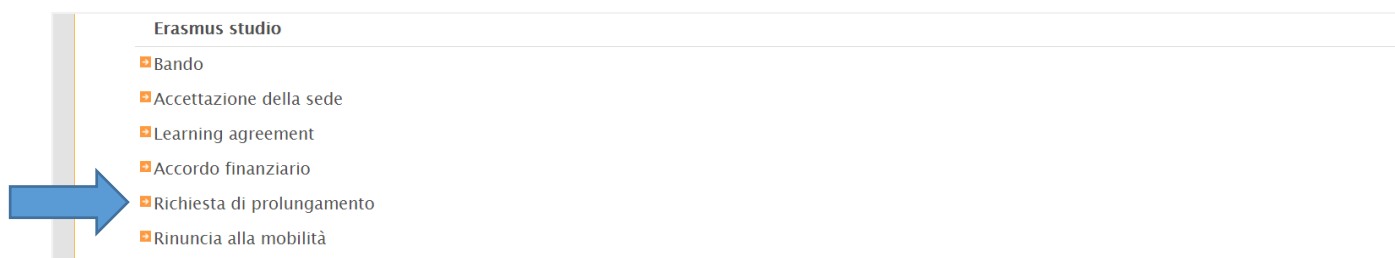 Erasmus studio
Bando
Accettazione della sede
Learning agreement
Accordo finanziario
Richiesta di prolungamento
Rinuncia alla mobilità